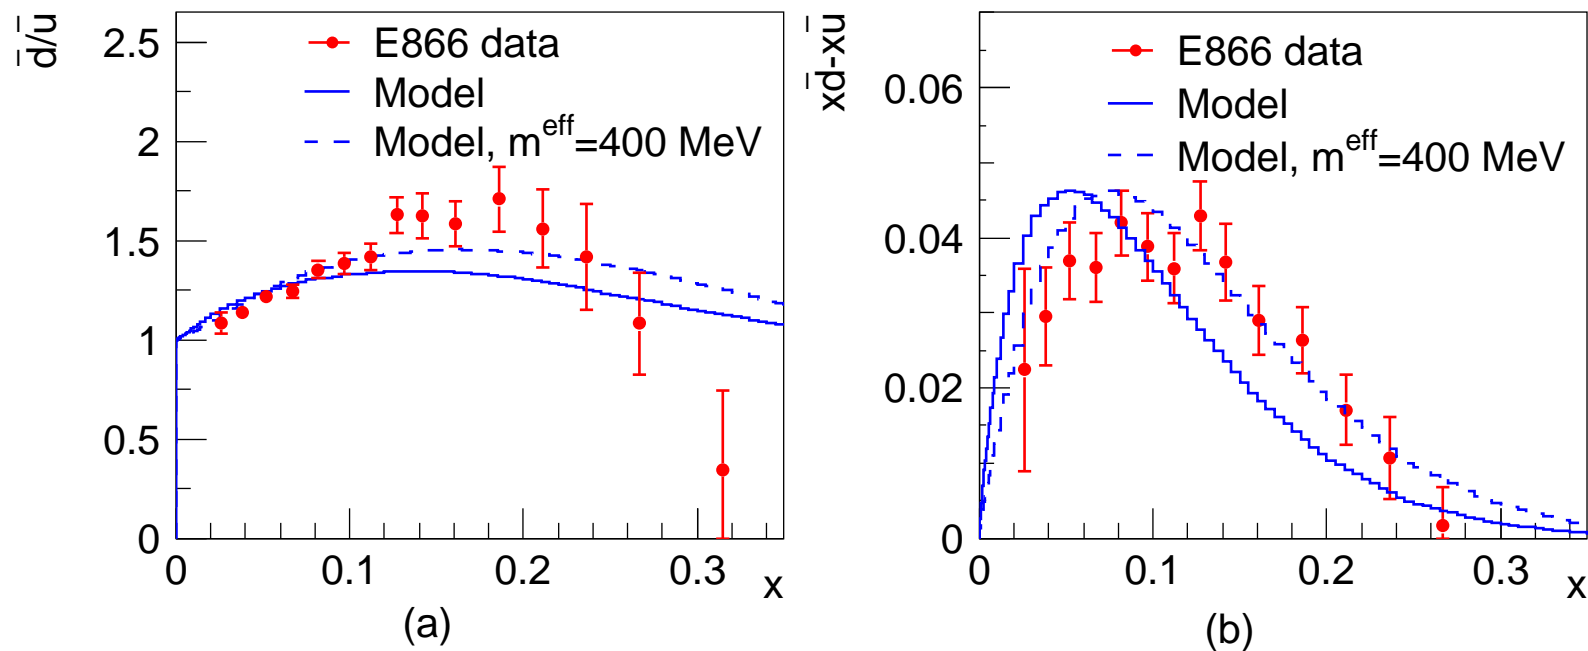 d̅/u̅
2.5
2
1.5
1
0.5
0
E866 data
Model
Model, m^eff=400 MeV
0 0.1 0.2 0.3 x
(a)
xd̅-xu̅
0.06
0.04
0.02
0
E866 data
Model
Model, m^eff=400 MeV
0 0.1 0.2 0.3 x
(b)